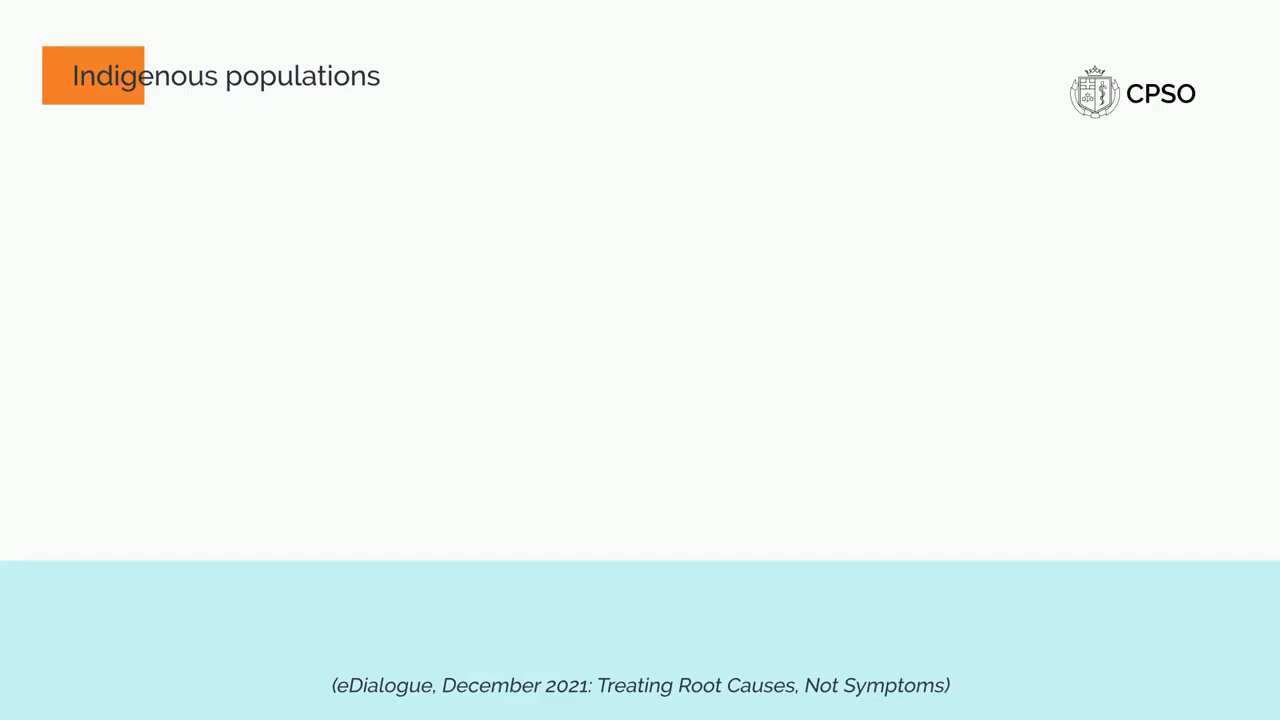 Indigenous populations
CPSO
(eDialogue, December 2021: Treating Root Causes, Not Symptoms)